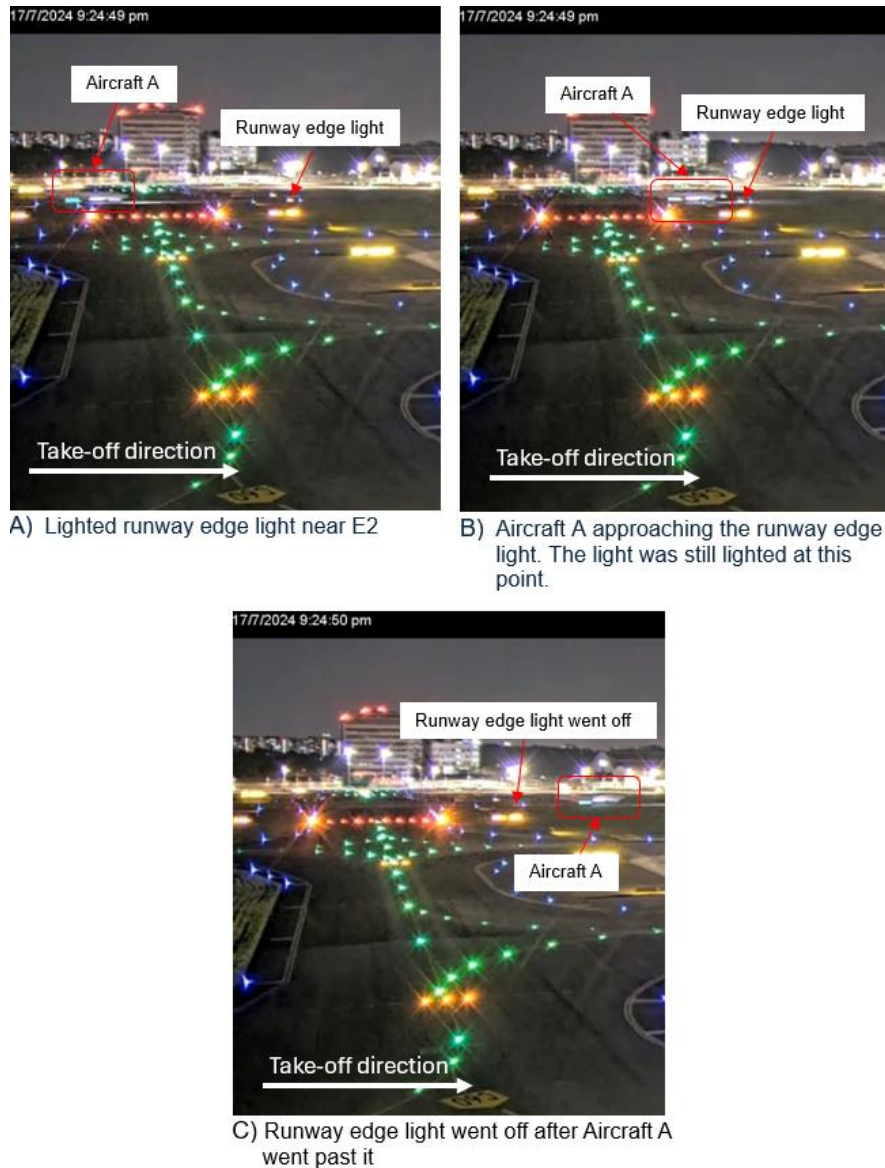 17/7/2024 9:24:49 pm
Aircraft A
Runway edge light
Take-off direction
A) Lighted runway edge light near E2
17/7/2024 9:24:49 pm
Aircraft A
Runway edge light
Take-off direction
B) Aircraft A approaching the runway edge
light. The light was still lighted at this
point.
17/7/2024 9:24:50 pm
Runway edge light went off
Aircraft A
Take-off direction
C) Runway edge light went off after Aircraft A
went past it